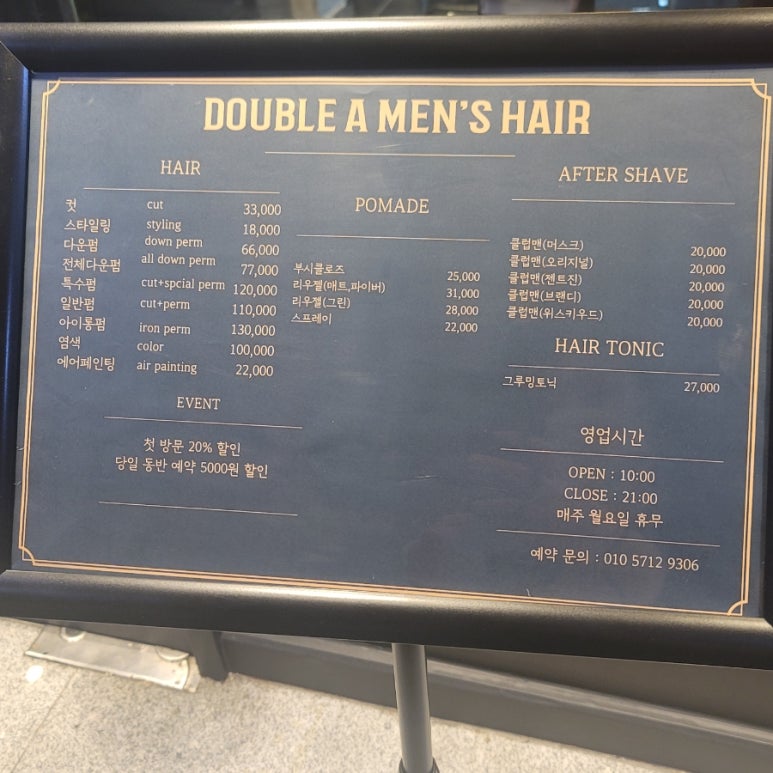 DOUBLE A MEN'S HAIR
HAIR
컷 cut 33,000
스타일링 styling 18,000
다운펌 down perm 66,000
전체다운펌 all down perm 77,000
특수펌 cut+spcial perm 120,000
일반펌 cut+perm 110,000
아이롱펌 iron perm 130,000
염색 color 100,000
에어페인팅 air painting 22,000
EVENT
첫 방문 20% 할인
당일 동반 예약 5000원 할인
POMADE
부시클로즈 25,000
리우젤(매트,파이버) 31,000
리우젤(그린) 28,000
스프레이 22,000
AFTER SHAVE
클럽맨(머스크) 20,000
클럽맨(오리지널) 20,000
클럽맨(젠트진) 20,000
클럽맨(브랜디) 20,000
클럽맨(위스키우드) 20,000
HAIR TONIC
그루밍토닉 27,000
영업시간
OPEN : 10:00
CLOSE : 21:00
매주 월요일 휴무
예약 문의 : 010 5712 9306